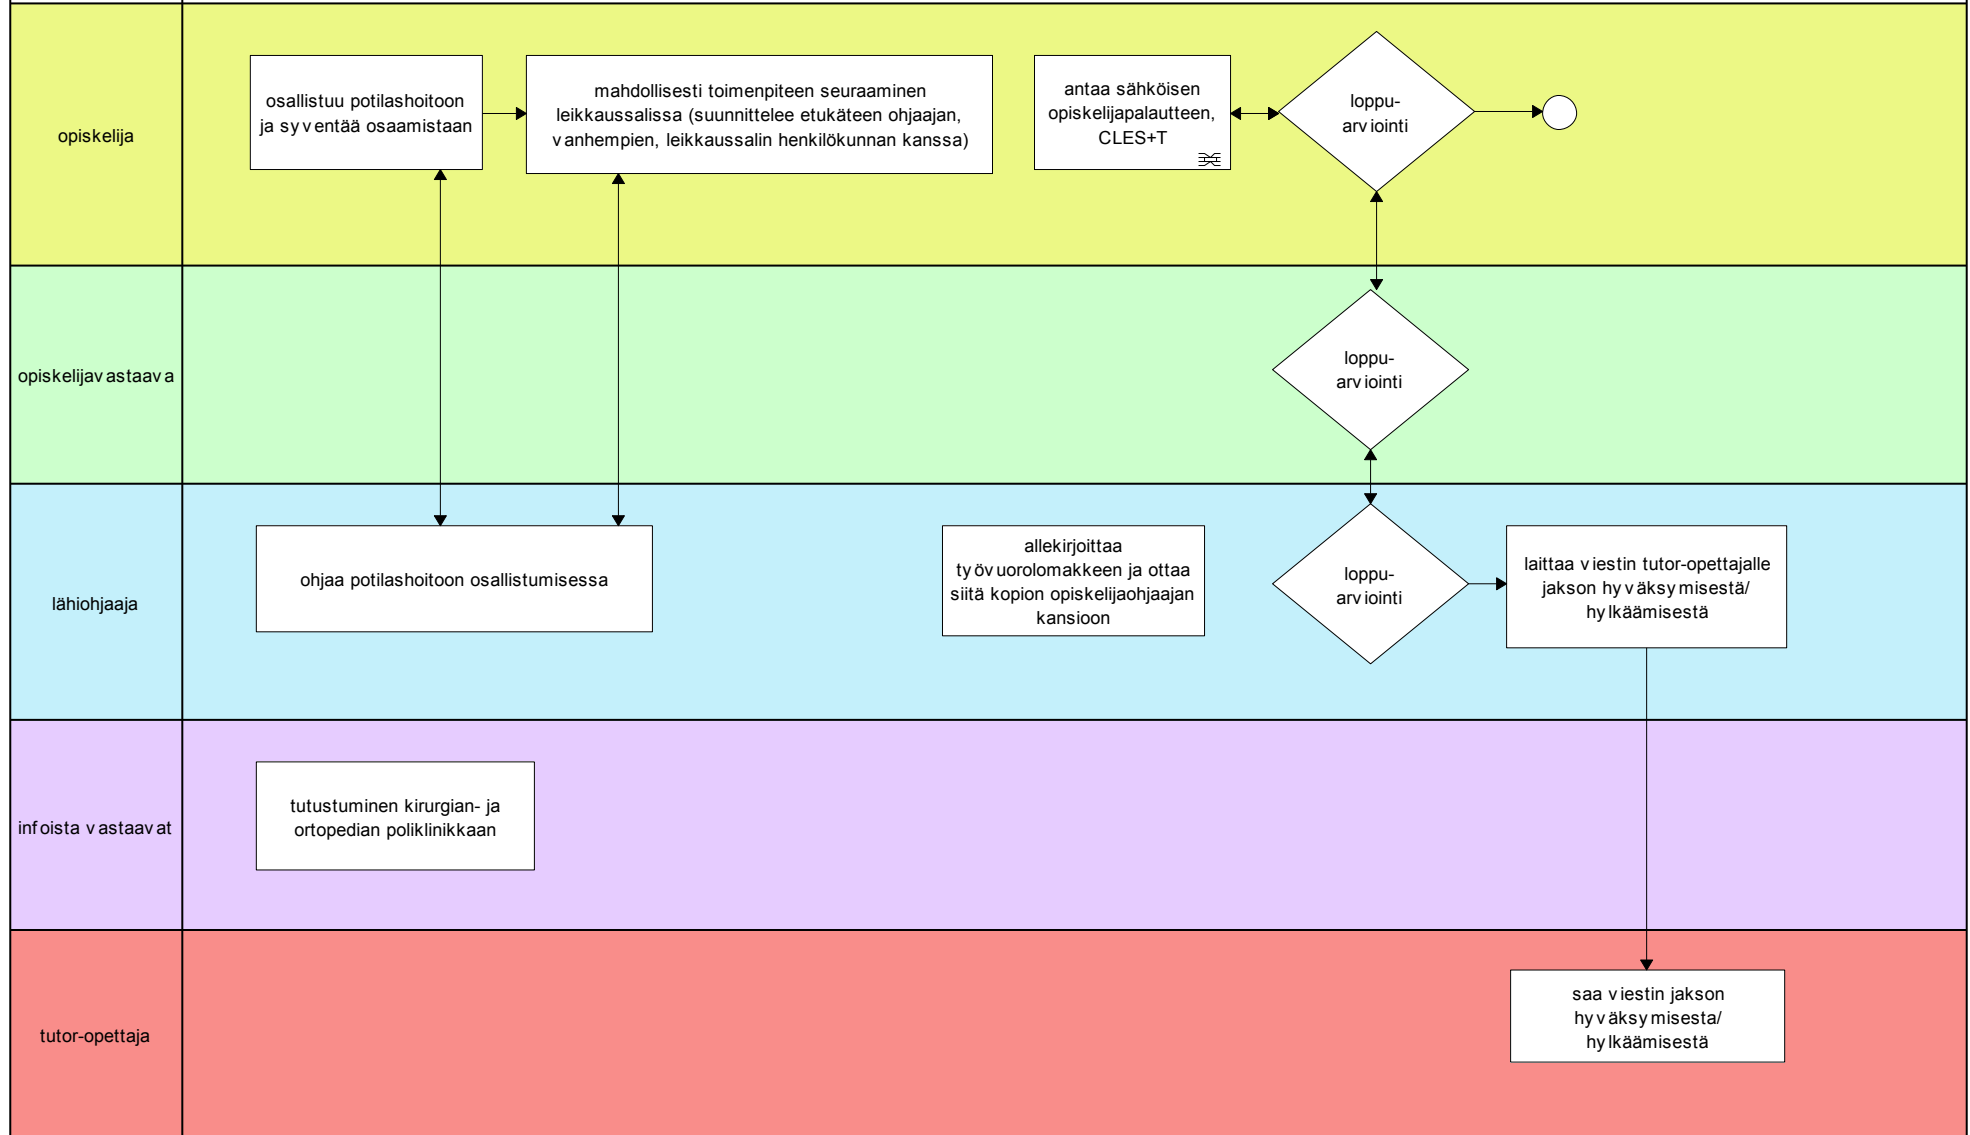 opiskelija
osallistuu potilashoitoon
ja syventää osaamistaan
mahdollisesti toimenpiteen seuraaminen
leikkaussalissa (suunnittelee etukäteen ohjaajan,
vanhempien, leikkaussalin henkilökunnan kanssa)
antaa sähköisen
opiskelijapalautteen,
CLES+T
loppu-
arviointi
opiskelijavastaava
loppu-
arviointi
lähiohjaaja
ohjaa potilashoitoon osallistumisessa
allekirjoittaa
työvuorolomakkeen ja ottaa
siitä kopion opiskelijaohjaajan
kansioon
loppu-
arviointi
laittaa viestin tutor-opettajalle
jakson hyväksymisestä/
hylkäämisestä
infoista vastaavat
tutustuminen kirurgian- ja
ortopedian poliklinikkaan
tutor-opettaja
saa viestin jakson
hyväksymisesta/
hylkäämisestä